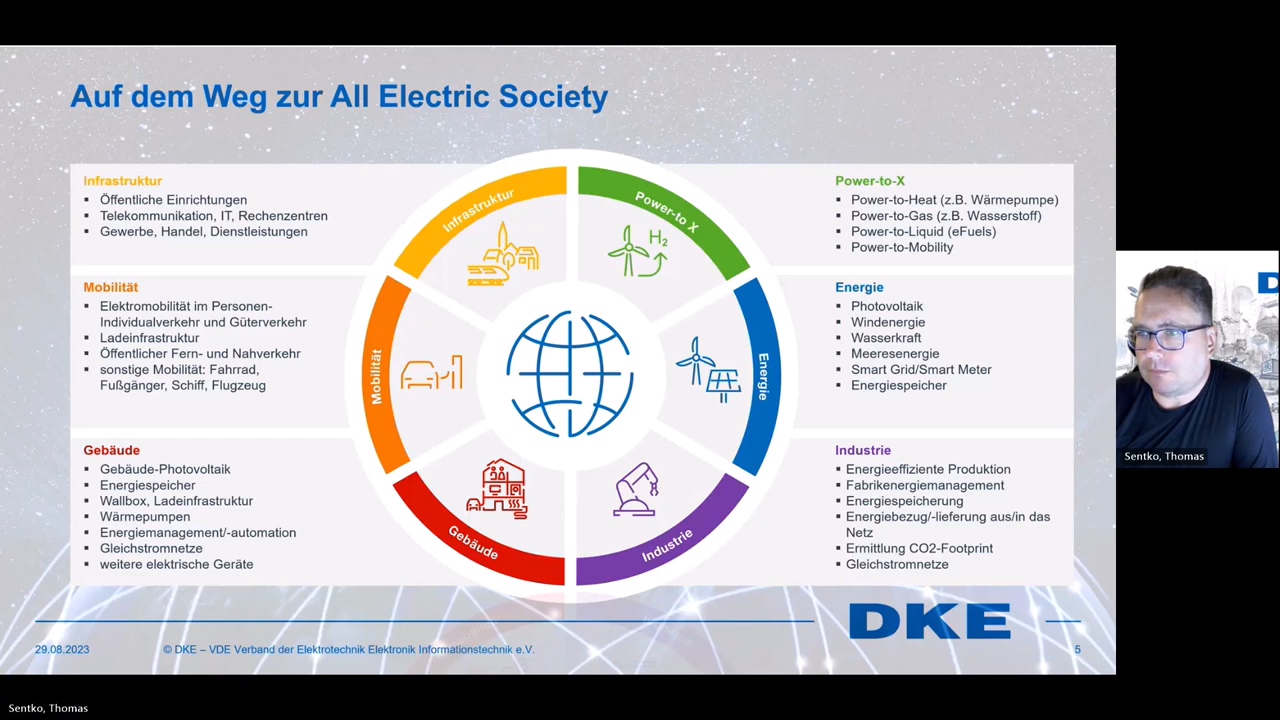 Auf dem Weg zur All Electric Society
Infrastruktur
▪ Öffentliche Einrichtungen
▪ Telekommunikation, IT, Rechenzentren
▪ Gewerbe, Handel, Dienstleistungen
Mobilität
▪ Elektromobilität im Personen-
Individualverkehr und Güterverkehr
▪ Ladeinfrastruktur
▪ Öffentlicher Fern- und Nahverkehr
▪ sonstige Mobilität: Fahrrad,
Fußgänger, Schiff, Flugzeug
Gebäude
▪ Gebäude-Photovoltaik
▪ Energiespeicher
▪ Wallbox, Ladeinfrastruktur
▪ Wärmepumpen
▪ Energiemanagement/-automation
▪ Gleichstromnetze
▪ weitere elektrische Geräte
Infrastruktur
Power-to X
H2
Mobilität
Energie
Gebäude
Industrie
Power-to-X
▪ Power-to-Heat (z.B. Wärmepumpe)
▪ Power-to-Gas (z.B. Wasserstoff)
▪ Power-to-Liquid (eFuels)
▪ Power-to-Mobility
Energie
▪ Photovoltaik
▪ Windenergie
▪ Wasserkraft
▪ Meeresenergie
▪ Smart Grid/Smart Meter
▪ Energiespeicher
Industrie
▪ Energieeffiziente Produktion
▪ Fabrikenergiemanagement
▪ Energiespeicherung
▪ Energiebezug/-lieferung aus/in das
Netz
▪ Ermittlung CO2-Footprint
▪ Gleichstromnetze
DKE
29.08.2023
© DKE – VDE Verband der Elektrotechnik Elektronik Informationstechnik e.V.
5
D
Sentko, Thomas
Sentko, Thomas